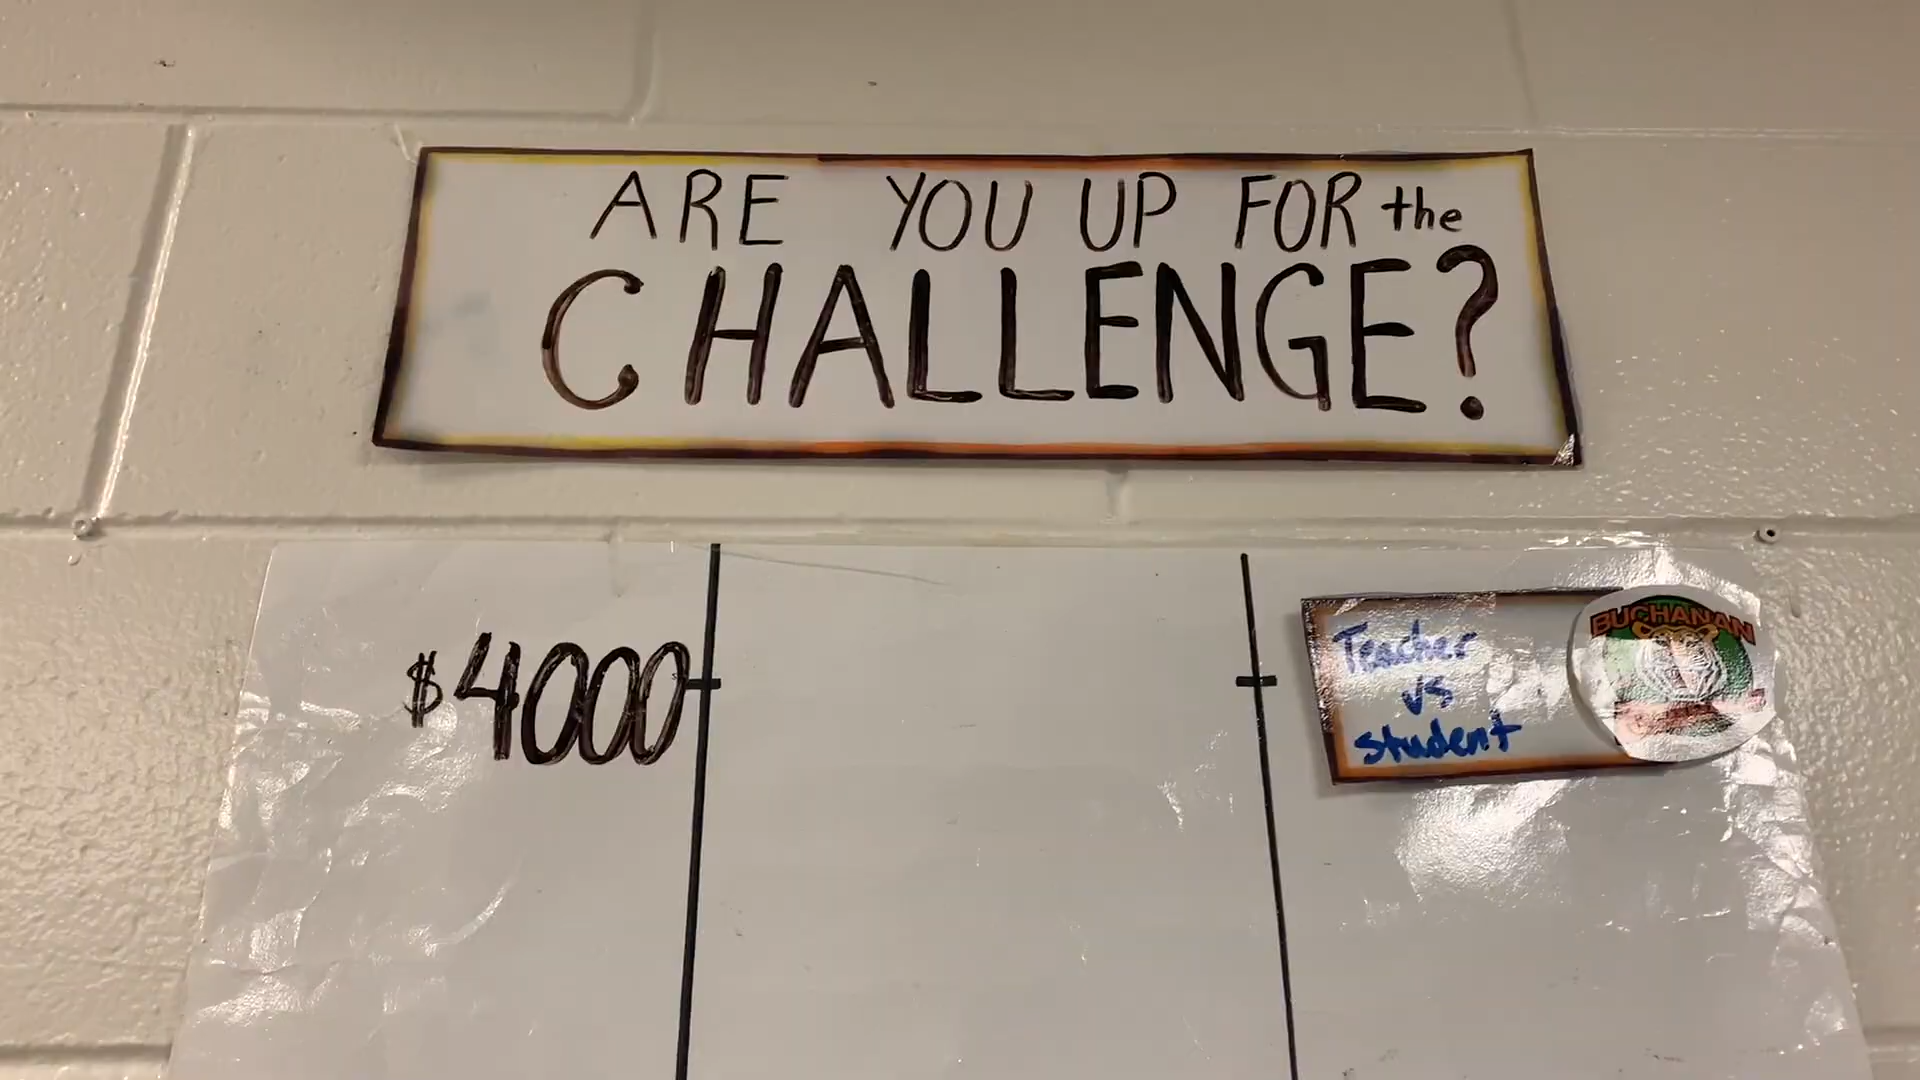 ARE YOU UP FOR the
CHALLENGE?
$4000
Teacher
vs
student
BUCHANAN